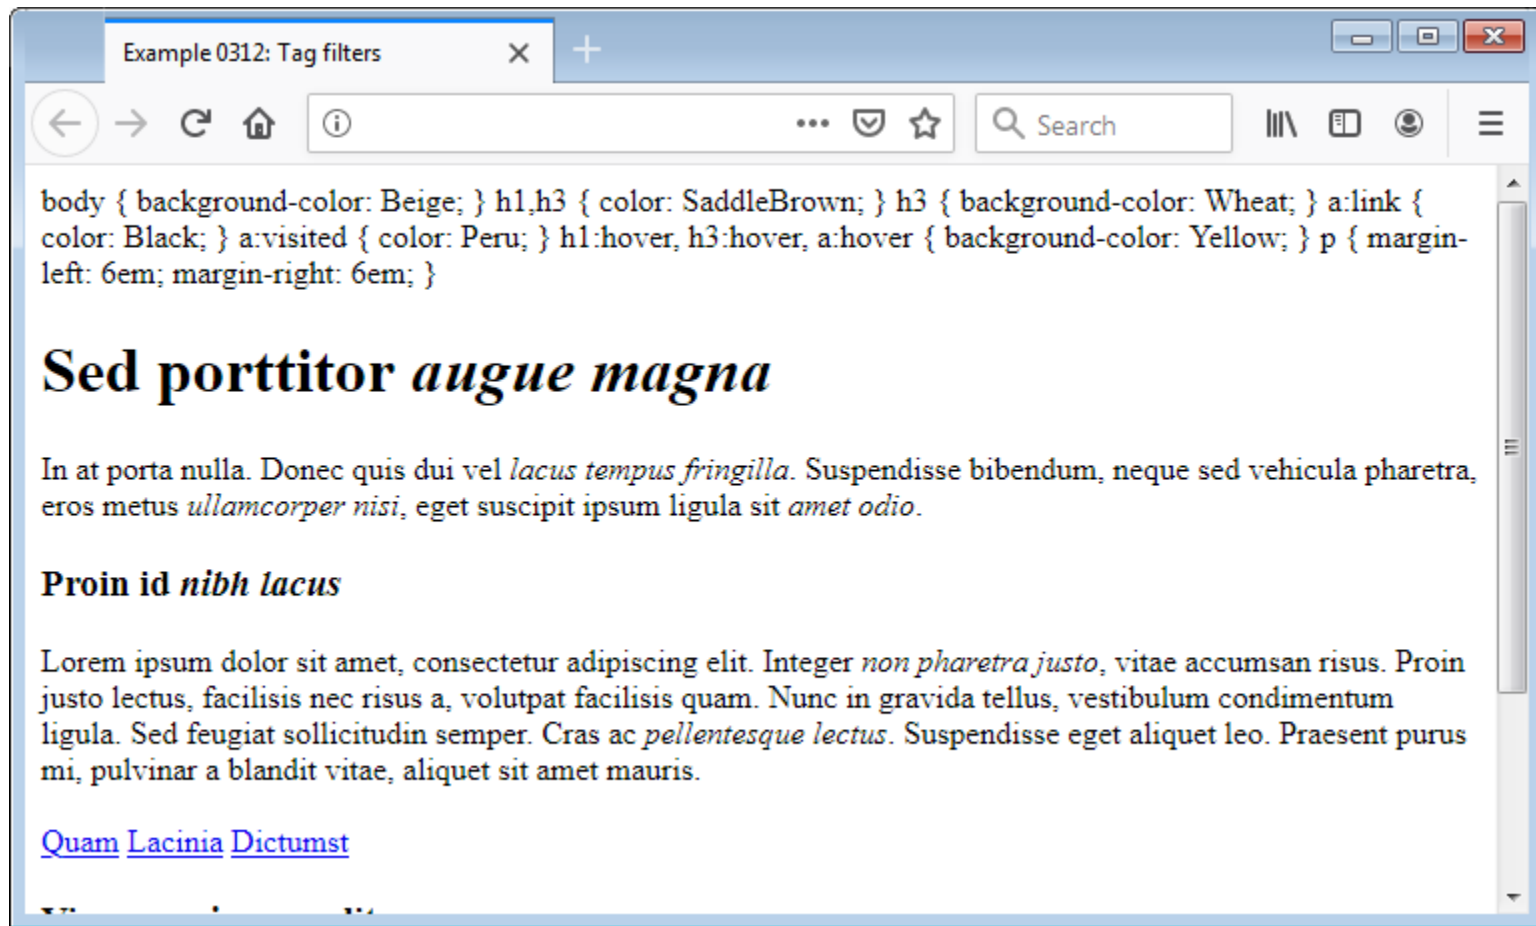 Example 0312: Tag filters
Search
body { background-color: Beige; } h1,h3 { color: SaddleBrown; } h3 { background-color: Wheat; } a:link {
color: Black; } a:visited { color: Peru; } h1:hover, h3:hover, a:hover { background-color: Yellow; } p { margin-
left: 6em; margin-right: 6em; }
Sed porttitor augue magna
In at porta nulla. Donec quis dui vel lacus tempus fringilla. Suspendisse bibendum, neque sed vehicula pharetra,
eros metus ullamcorper nisi, eget suscipit ipsum ligula sit amet odio.
Proin id nibh lacus
Lorem ipsum dolor sit amet, consectetur adipiscing elit. Integer non pharetra justo, vitae accumsan risus. Proin
justo lectus, facilisis nec risus a, volutpat facilisis quam. Nunc in gravida tellus, vestibulum condimentum
ligula. Sed feugiat sollicitudin semper. Cras ac pellentesque lectus. Suspendisse eget aliquet leo. Praesent purus
mi, pulvinar a blandit vitae, aliquet sit amet mauris.
Quam Lacinia Dictumst